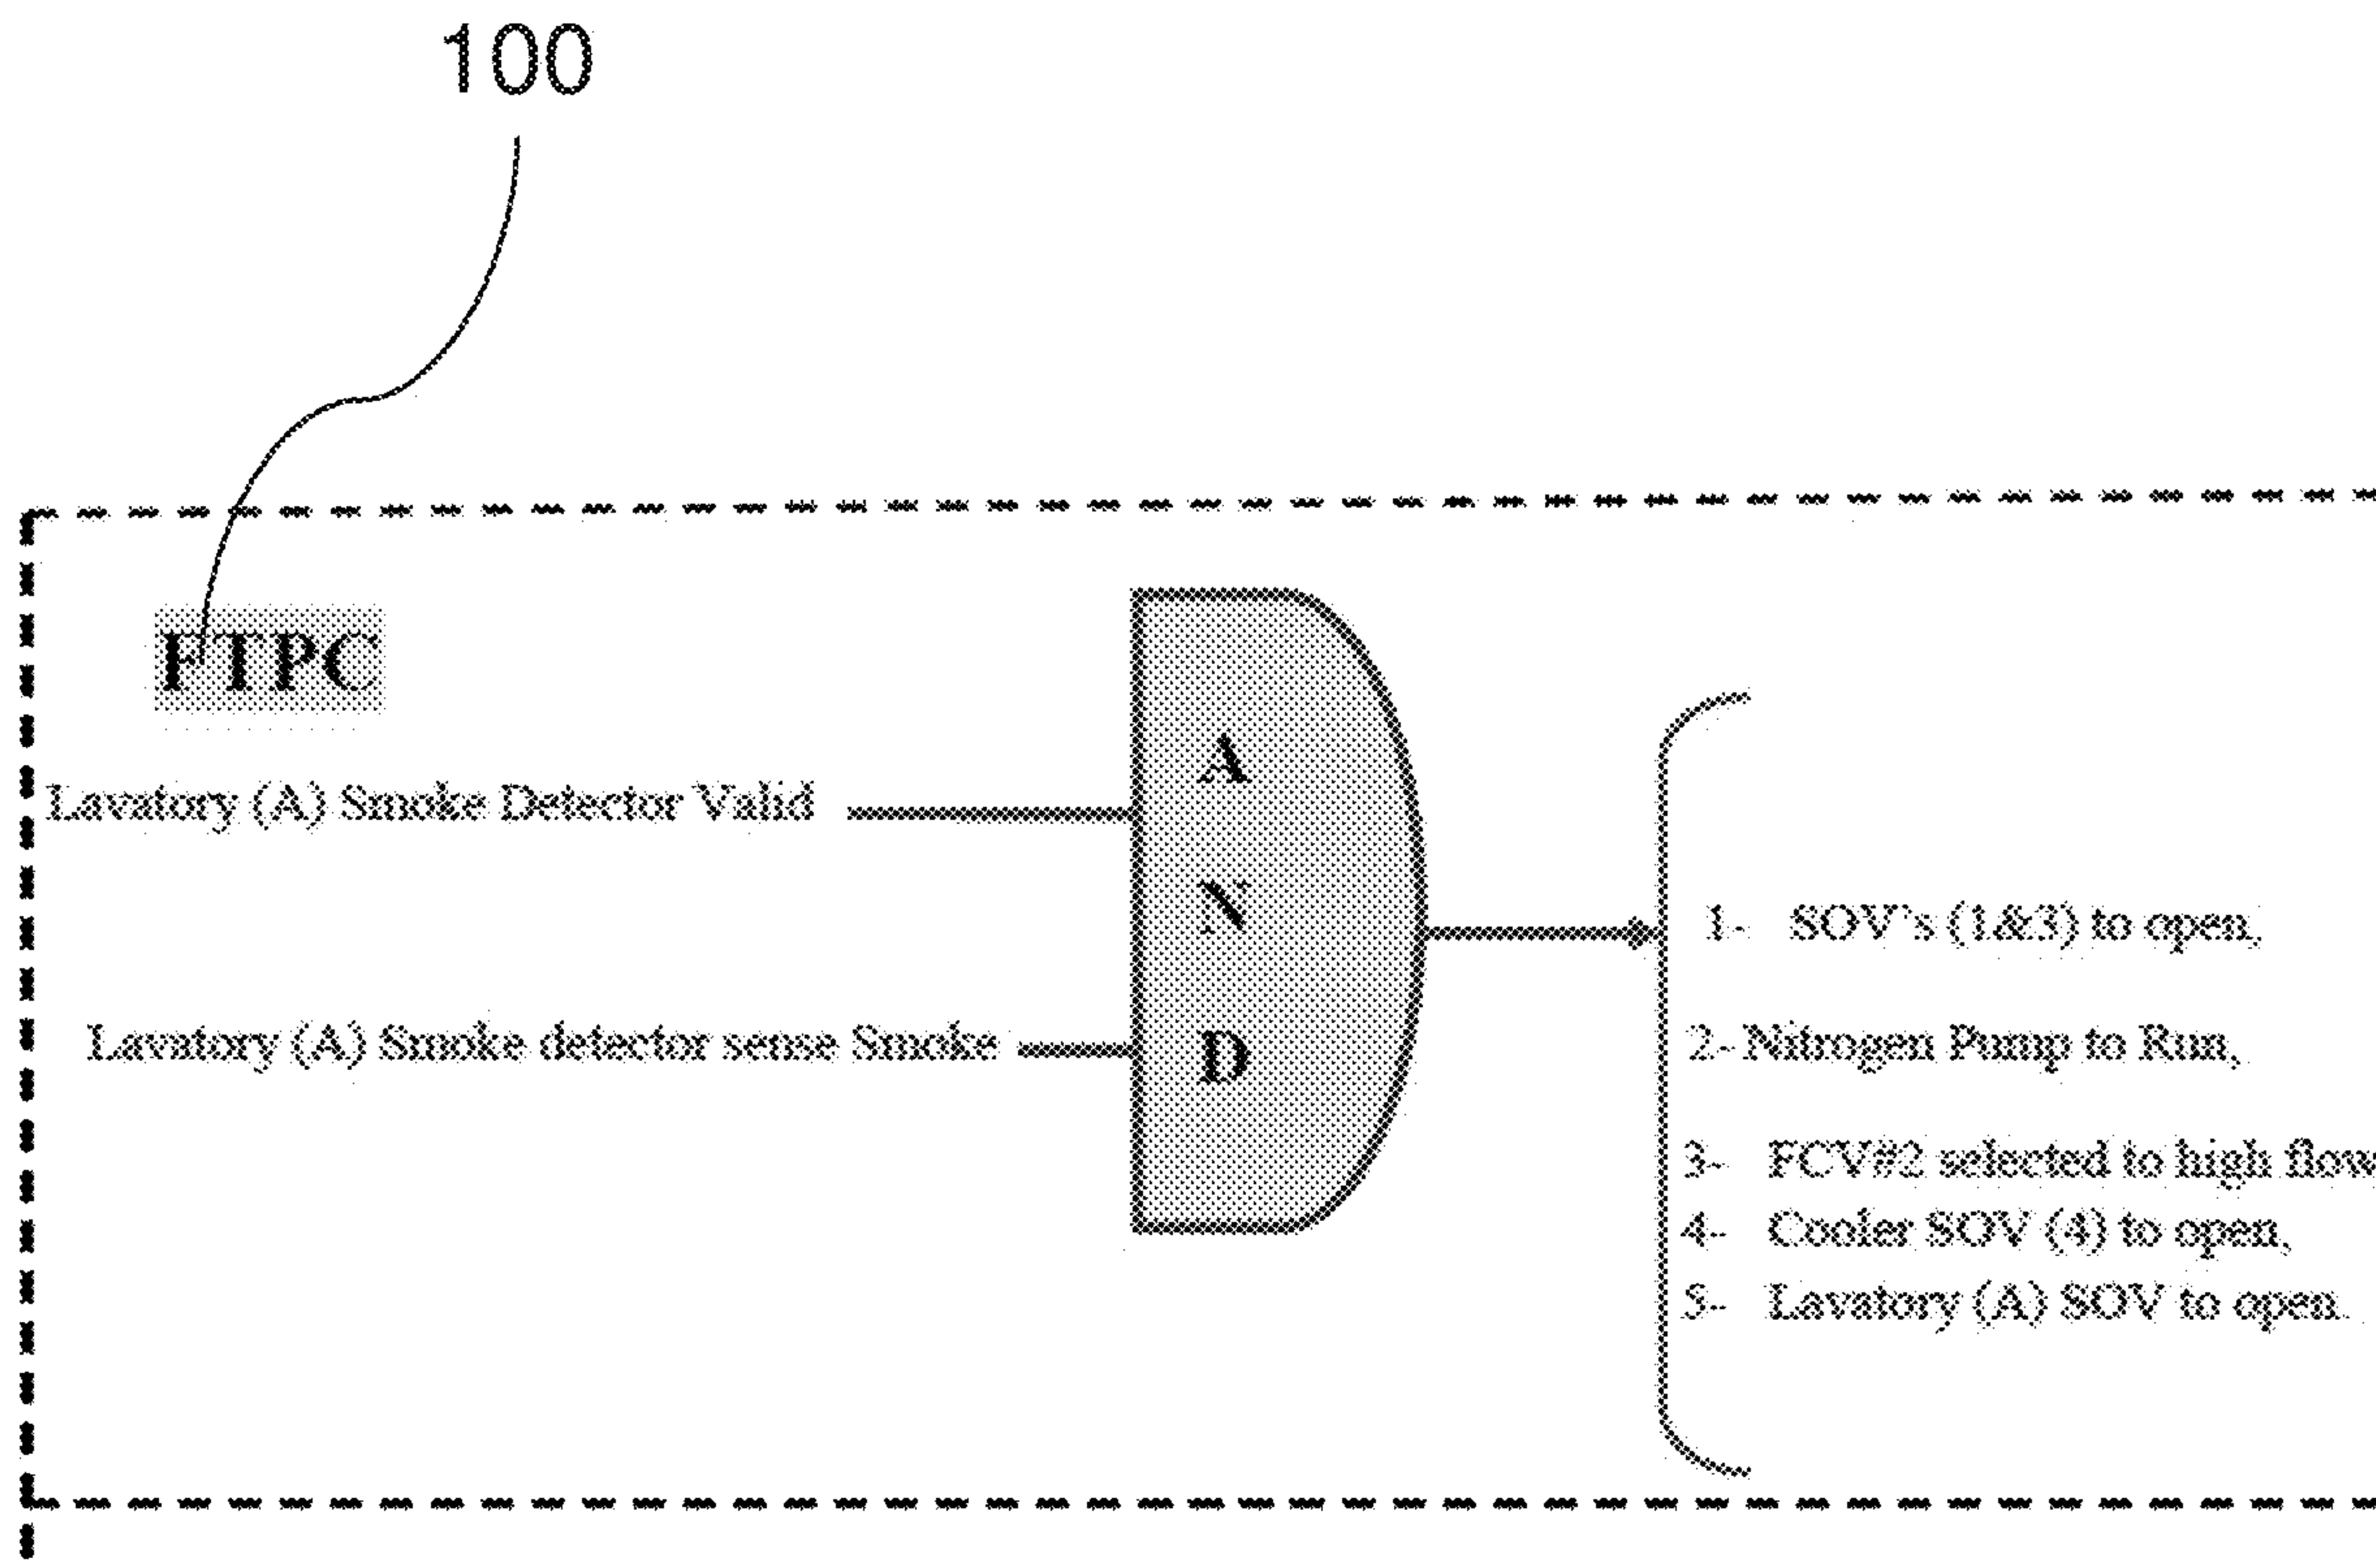 100
FTPC
Lavatory (A) Smoke Detector Valid
Lavatory (A) Smoke detector sense Smoke
A
N
D
1- SOV's (1&3) to open,
2- Nitrogen Pump to Run,
3- FCV#2 selected to high flow
4- Cooler SOV (4) to open,
5- Lavatory (A) SOV to open.